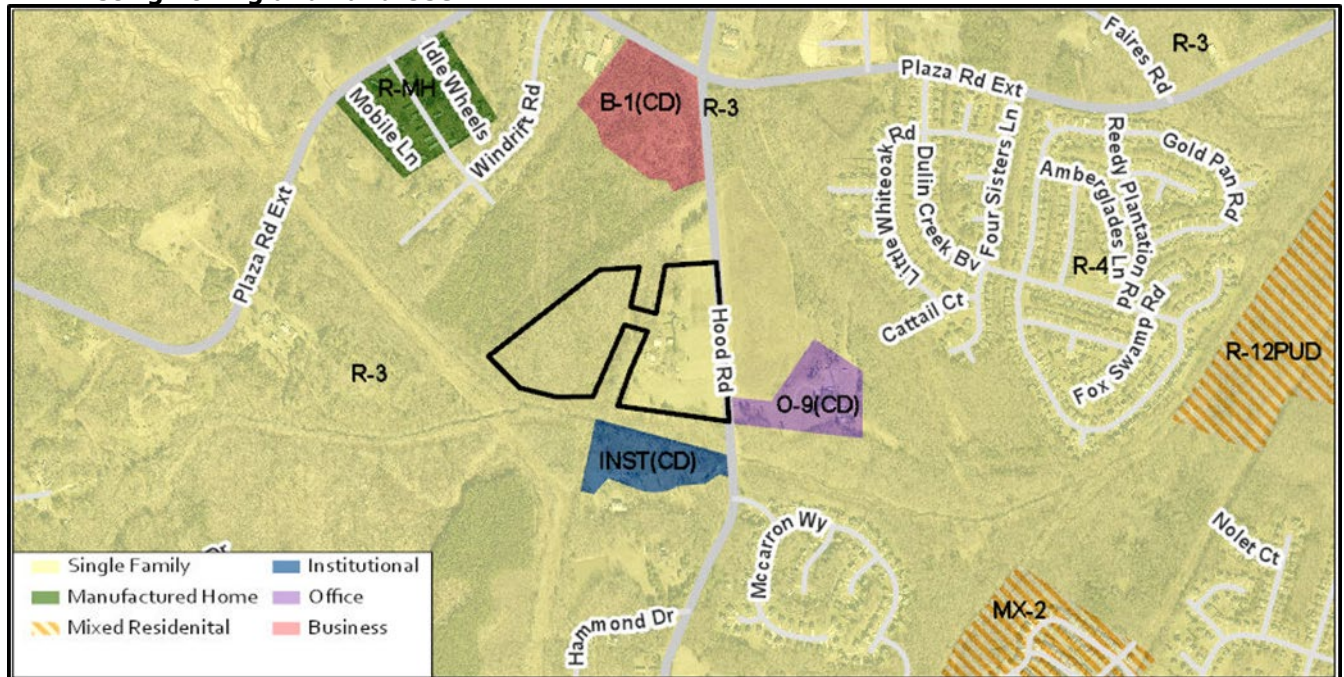 Faires Rd
R-3
Plaza Rd Ext
Idle Wheels
R-MH
Mobile Ln
Windrift Rd
B-1(CD)
R-3
Little Whiteoak Rd
Dulin Creek Bv
Four Sisters Ln
Reedy Plantation Rd
Gold Pan Rd
Amberglades Ln
R-4
Plaza Rd Ext
Hood Rd
Cattail Ct
Fox Swamp Rd
R-12PUD
R-3
O-9(CD)
INST(CD)
Mccarron Wy
Nolet Ct
MX-2
Hammond Dr
Single Family
Institutional
Manufactured Home
Office
Mixed Residenital
Business